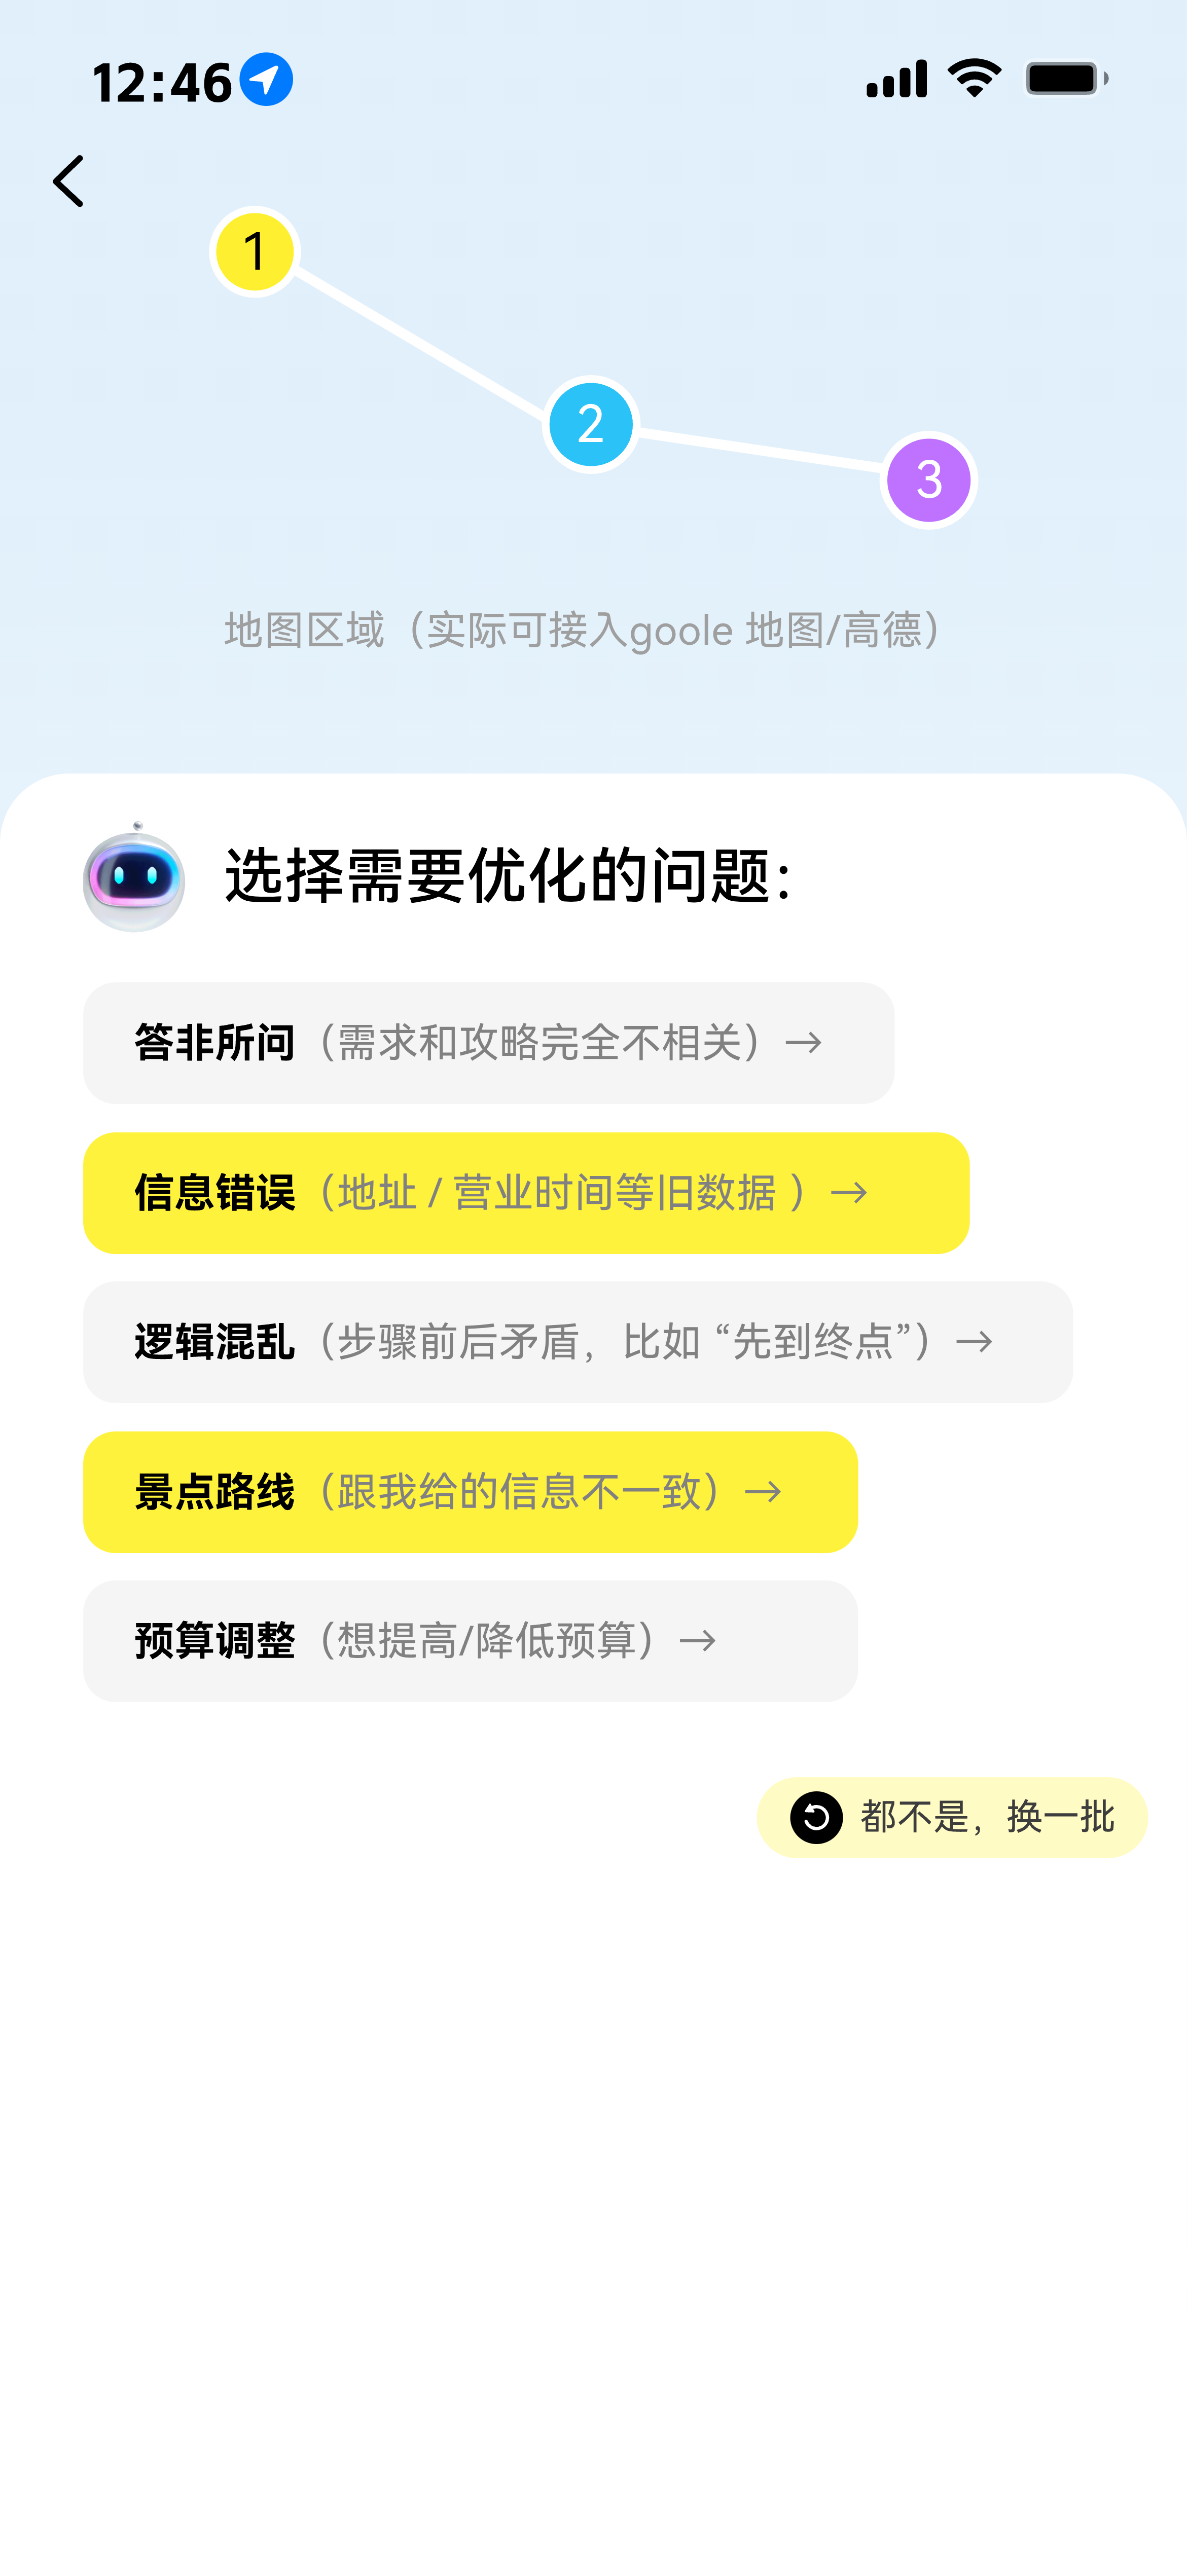 12:46
1
2
3
地图区域（实际可接入goole 地图/高德）
选择需要优化的问题：
答非所问（需求和攻略完全不相关）→
信息错误（地址 / 营业时间等旧数据 ）→
逻辑混乱（步骤前后矛盾，比如 “先到终点”）→
景点路线（跟我给的信息不一致）→
预算调整（想提高/降低预算）→
都不是，换一批